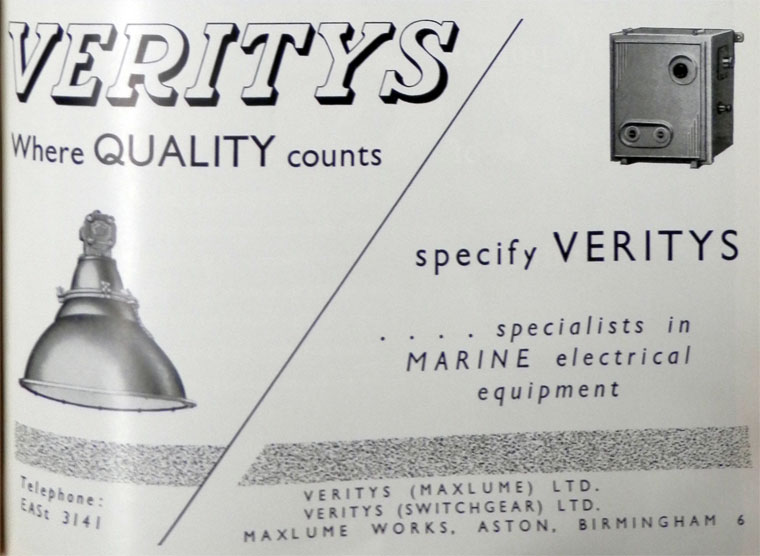 VERITYS
Where QUALITY counts
specify VERITYS
. . . . specialists in
MARINE electrical
equipment
Telephone:
EASt 3141
VERITYS (MAXLUME) LTD.
VERITYS (SWITCHGEAR) LTD.
MAXLUME WORKS, ASTON, BIRMINGHAM 6